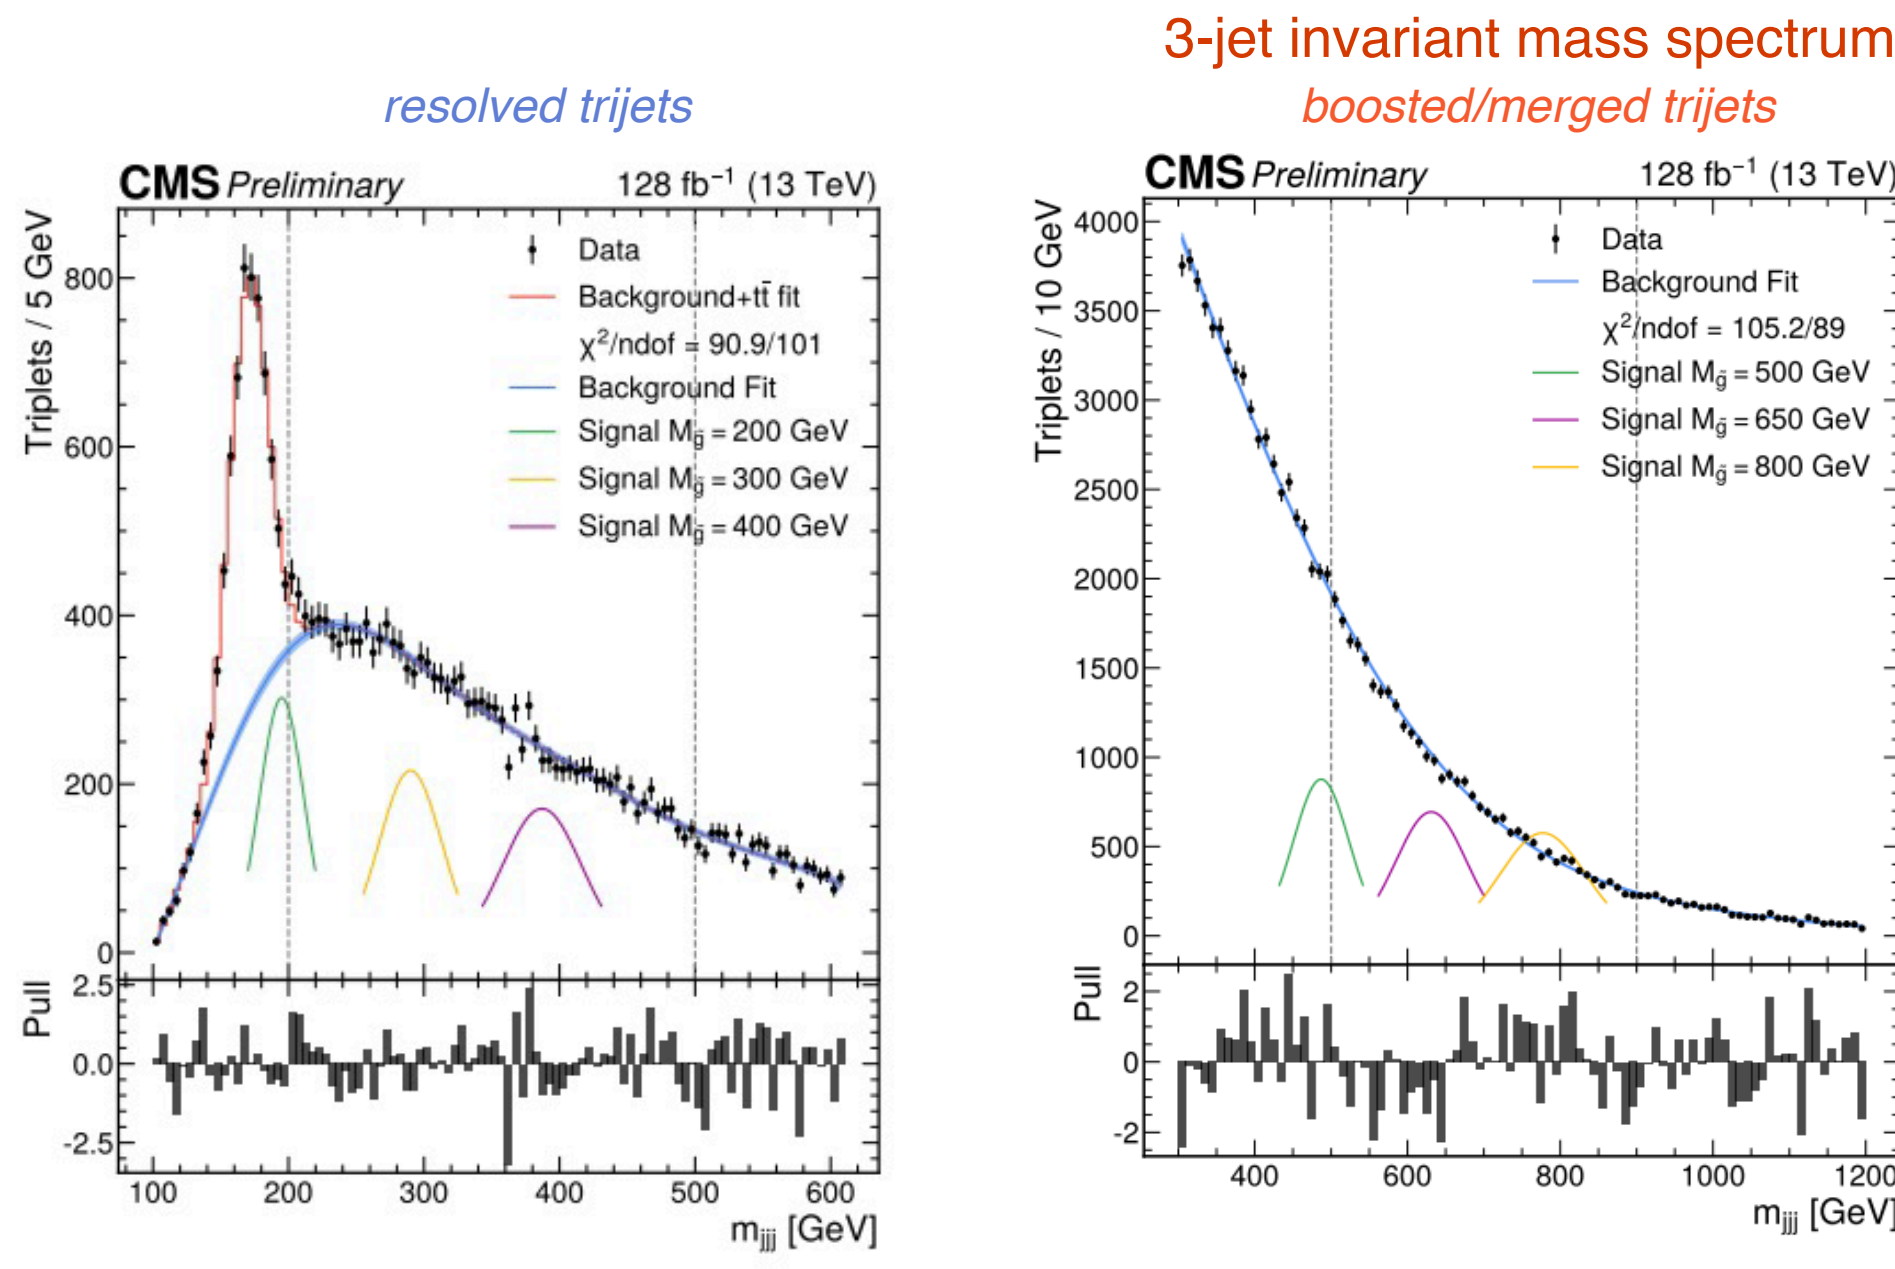 3-jet invariant mass spectrum
resolved trijets
boosted/merged trijets
CMS Preliminary
128 fb⁻¹ (13 TeV)
Triplets / 5 GeV
800
600
400
200
0
Data
Background+tt̄ fit
χ²/ndof = 90.9/101
Background Fit
Signal M_g̃ = 200 GeV
Signal M_g̃ = 300 GeV
Signal M_g̃ = 400 GeV
Pull
2.5
0.0
-2.5
100 200 300 400 500 600
m_jjj [GeV]
CMS Preliminary
128 fb⁻¹ (13 TeV)
Triplets / 10 GeV
4000
3500
3000
2500
2000
1500
1000
500
0
Data
Background Fit
χ²/ndof = 105.2/89
Signal M_g̃ = 500 GeV
Signal M_g̃ = 650 GeV
Signal M_g̃ = 800 GeV
Pull
2
0
-2
400 600 800 1000 1200
m_jjj [GeV]